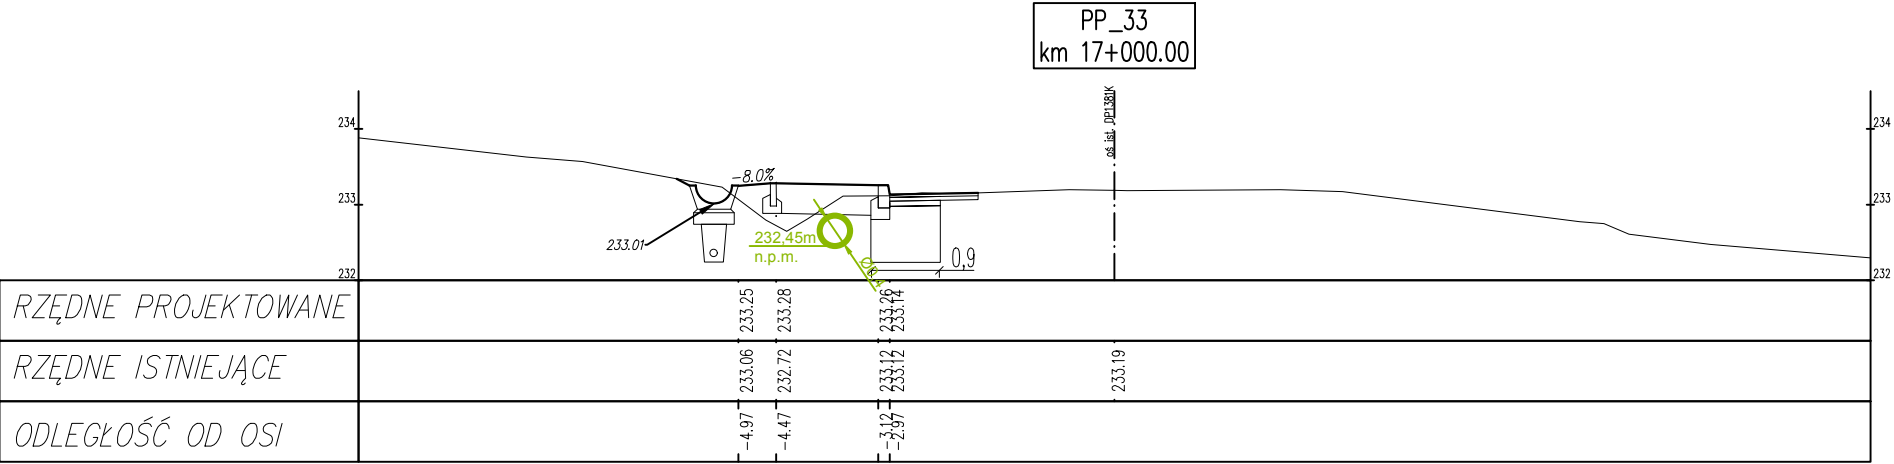 PP_33
km 17+000.00
oś ist. DP1381K
234
234
-8.0%
233
233
233.01
232,45m
n.p.m.
0,9
232
232
RZĘDNE PROJEKTOWANE
233.25
233.28
233.26
233.14
RZĘDNE ISTNIEJĄCE
233.06
232.72
233.12
233.12
233.19
ODLEGŁOŚĆ OD OSI
-4.97
-4.47
-3.12
-2.97